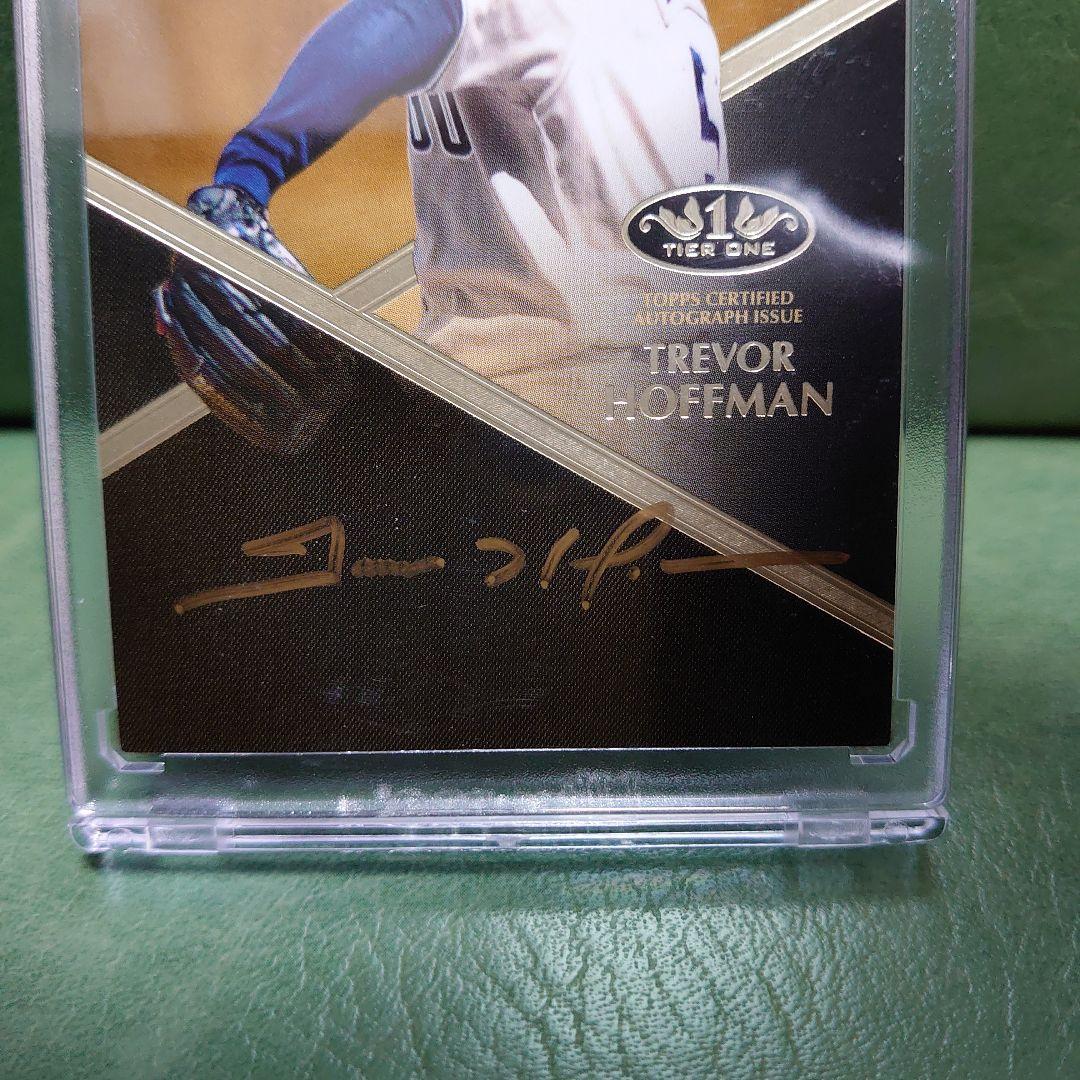 1
TIER ONE
TOPPS CERTIFIED
AUTOGRAPH ISSUE
TREVOR
HOFFMAN